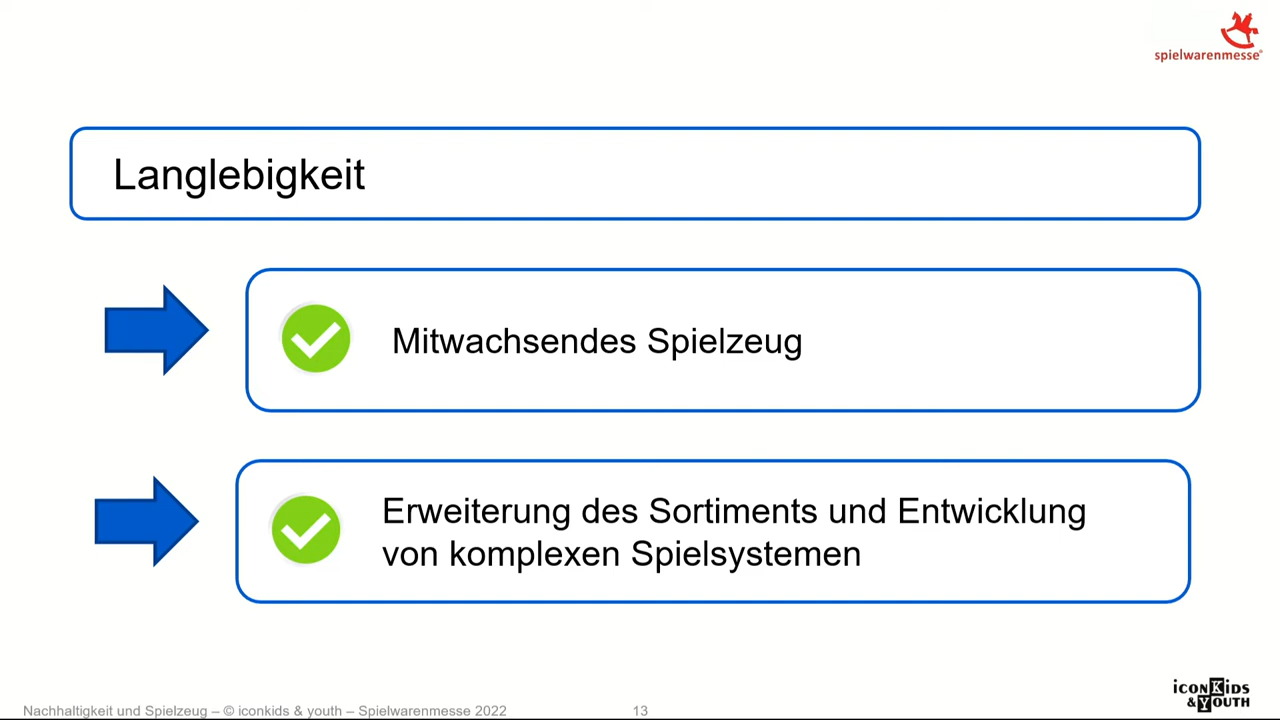 spielwarenmesse®
Langlebigkeit
Mitwachsendes Spielzeug
Erweiterung des Sortiments und Entwicklung
von komplexen Spielsystemen
iconKids
&YOUTH
Nachhaltigkeit und Spielzeug – © iconkids & youth – Spielwarenmesse 2022 13